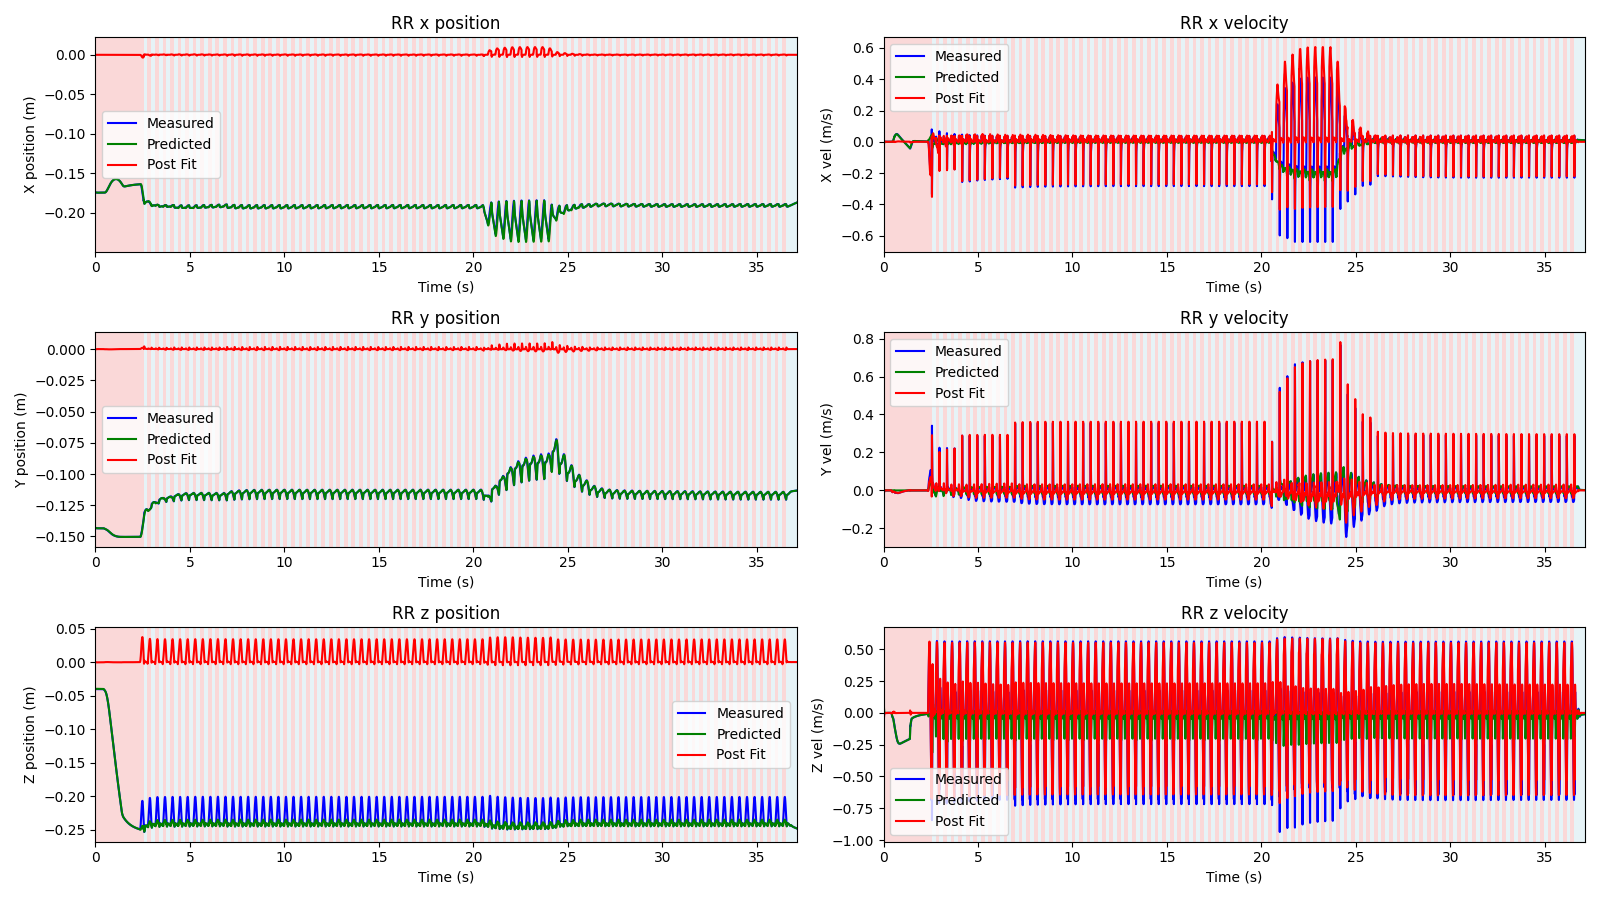 RR x position
X position (m)
0.00
−0.05
−0.10
−0.15
−0.20
Measured
Predicted
Post Fit
0 5 10 15 20 25 30 35
Time (s)
RR x velocity
X vel (m/s)
0.6
0.4
0.2
0.0
−0.2
−0.4
−0.6
Measured
Predicted
Post Fit
0 5 10 15 20 25 30 35
Time (s)
RR y position
Y position (m)
0.000
−0.025
−0.050
−0.075
−0.100
−0.125
−0.150
Measured
Predicted
Post Fit
0 5 10 15 20 25 30 35
Time (s)
RR y velocity
Y vel (m/s)
0.8
0.6
0.4
0.2
0.0
−0.2
Measured
Predicted
Post Fit
0 5 10 15 20 25 30 35
Time (s)
RR z position
Z position (m)
0.05
0.00
−0.05
−0.10
−0.15
−0.20
−0.25
Measured
Predicted
Post Fit
0 5 10 15 20 25 30 35
Time (s)
RR z velocity
Z vel (m/s)
0.50
0.25
0.00
−0.25
−0.50
−0.75
−1.00
Measured
Predicted
Post Fit
0 5 10 15 20 25 30 35
Time (s)